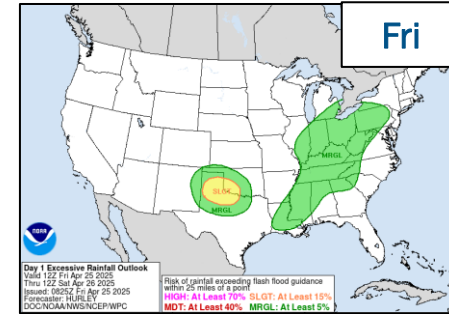 Fri
MRGL
SLGT
MRGL
NOAA
Day 1 Excessive Rainfall Outlook
Valid 12Z Fri Apr 25 2025
Thru 12Z Sat Apr 26 2025
Issued: 0825Z Fri Apr 25 2025
Forecaster: HURLEY
DOC/NOAA/NWS/NCEP/WPC
Risk of rainfall exceeding flash flood guidance
within 25 miles of a point
HIGH: At Least 70% SLGT: At Least 15%
MDT: At Least 40% MRGL: At Least 5%